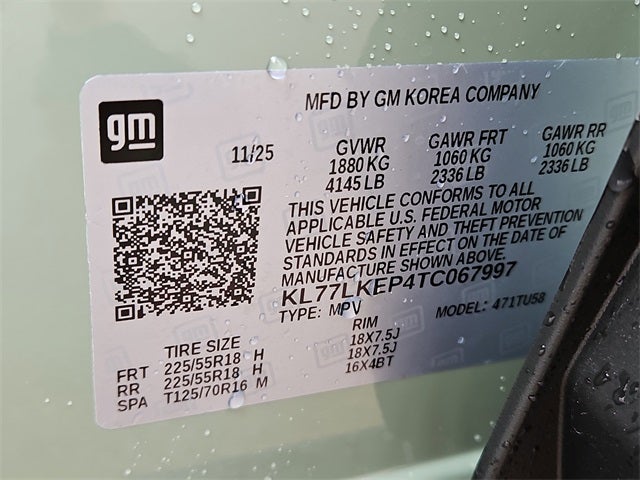 gm
MFD BY GM KOREA COMPANY
11/25
GVWR GAWR FRT GAWR RR
1880 KG 1060 KG 1060 KG
4145 LB 2336 LB 2336 LB
THIS VEHICLE CONFORMS TO ALL
APPLICABLE U.S. FEDERAL MOTOR
VEHICLE SAFETY AND THEFT PREVENTION
STANDARDS IN EFFECT ON THE DATE OF
MANUFACTURE SHOWN ABOVE.
KL77LKEP4TC067997
TYPE: MPV MODEL: 471TU58
TIRE SIZE RIM
FRT 225/55R18 H 18X7.5J
RR 225/55R18 H 18X7.5J
SPA T125/70R16 M 16X4BT